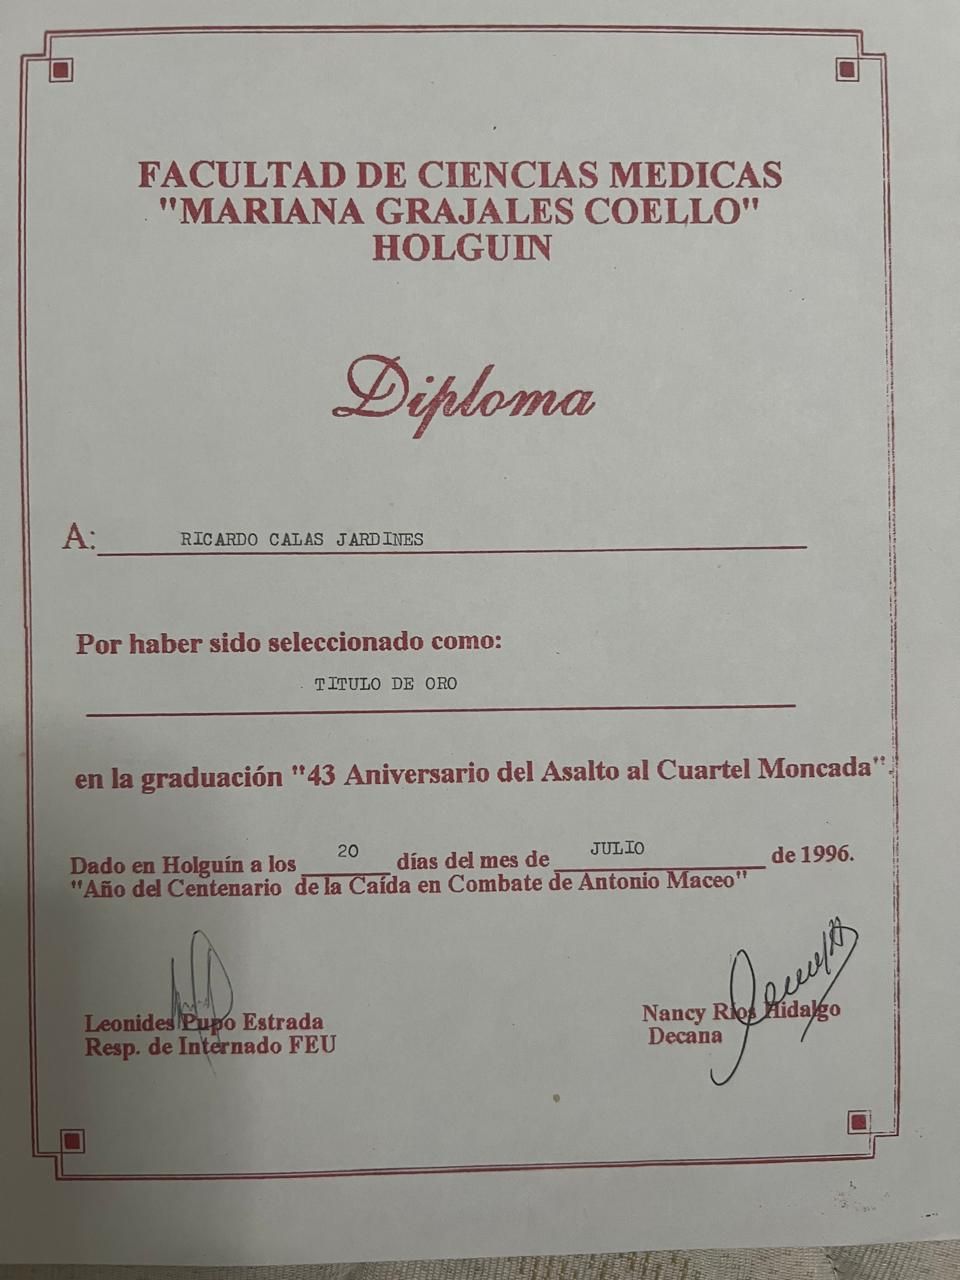 FACULTAD DE CIENCIAS MEDICAS
"MARIANA GRAJALES COELLO"
HOLGUIN
Diploma
A: RICARDO CALAS JARDINES
Por haber sido seleccionado como:
TITULO DE ORO
en la graduación "43 Aniversario del Asalto al Cuartel Moncada".
Dado en Holguín a los 20 días del mes de JULIO de 1996.
"Año del Centenario de la Caída en Combate de Antonio Maceo"
Leonides Pupo Estrada
Resp. de Internado FEU
Nancy Ríos Hidalgo
Decana